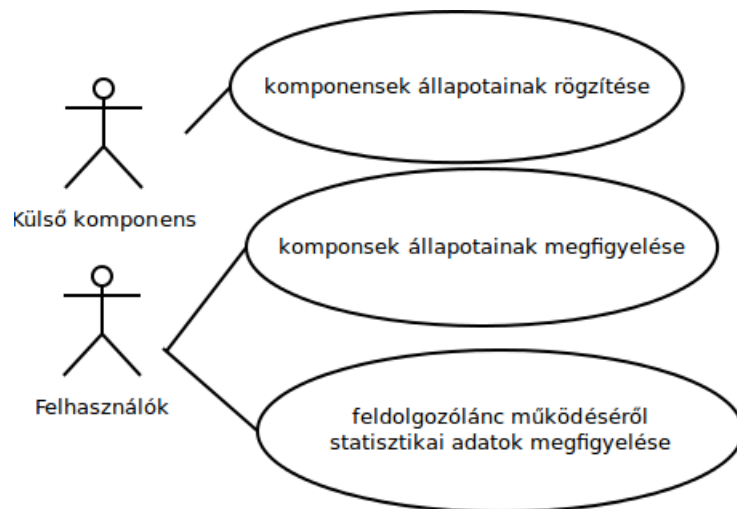 komponensek állapotainak rögzítése
Külső komponens
komponsek állapotainak megfigyelése
Felhasználók
feldolgozólánc működéséről
statisztikai adatok megfigyelése